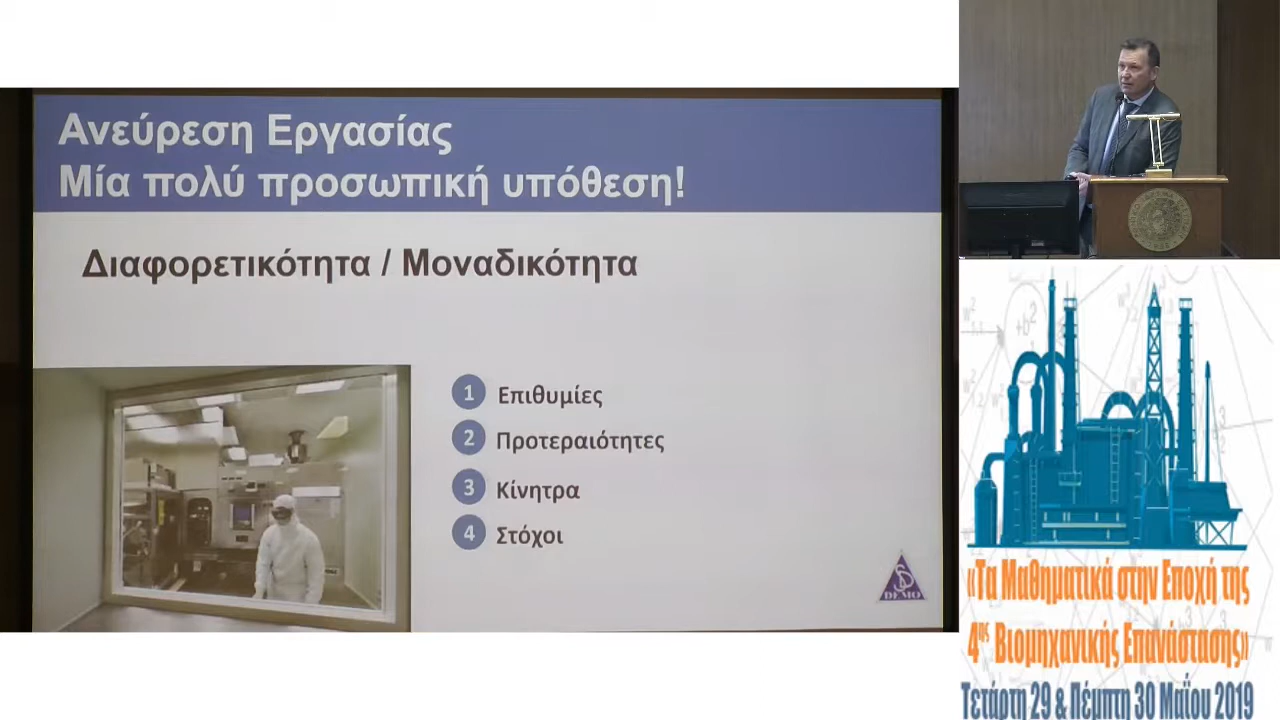 Ανεύρεση Εργασίας
Μία πολύ προσωπική υπόθεση!
Διαφορετικότητα / Μοναδικότητα
1 Επιθυμίες
2 Προτεραιότητες
3 Κίνητρα
4 Στόχοι
DEMO
«Τα Μαθηματικά στην Εποχή της
4ης Βιομηχανικής Επανάστασης»
Τετάρτη 29 & Πέμπτη 30 Μαΐου 2019